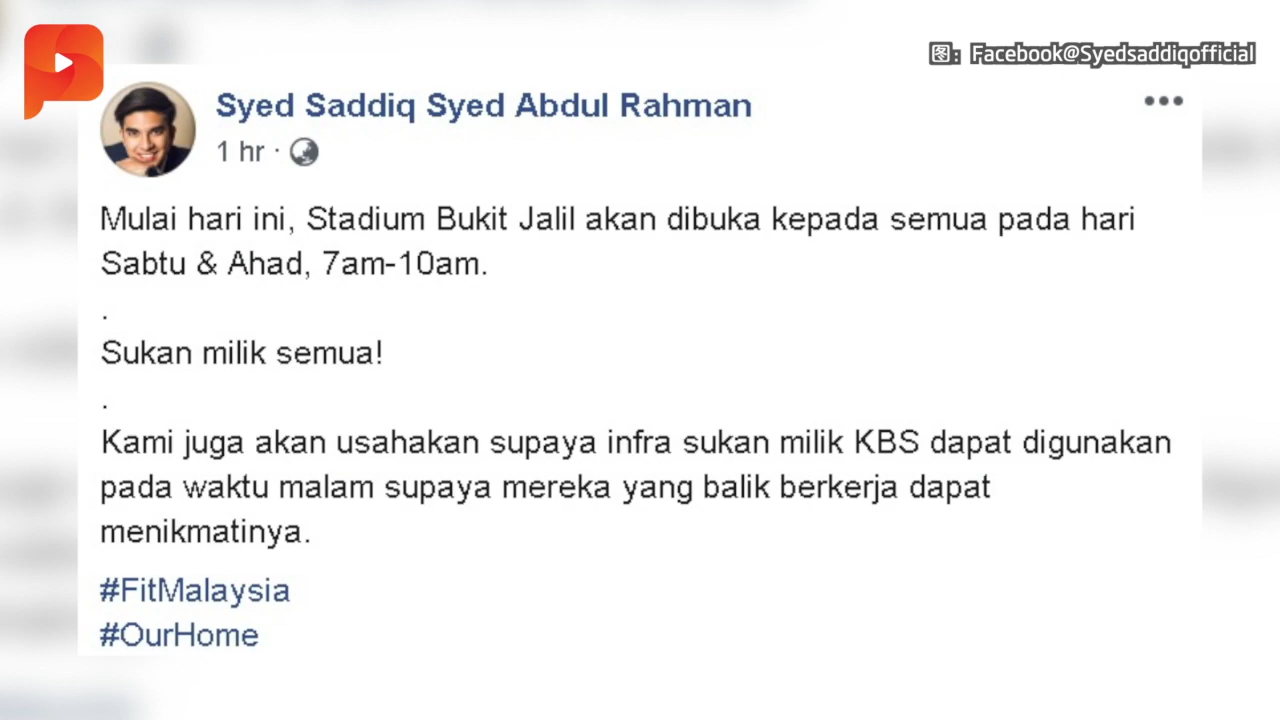 图：Facebook@Syedsaddiqofficial
Syed Saddiq Syed Abdul Rahman
1 hr ·
Mulai hari ini, Stadium Bukit Jalil akan dibuka kepada semua pada hari
Sabtu & Ahad, 7am-10am.
.
Sukan milik semua!
.
Kami juga akan usahakan supaya infra sukan milik KBS dapat digunakan
pada waktu malam supaya mereka yang balik berkerja dapat
menikmatinya.
#FitMalaysia
#OurHome